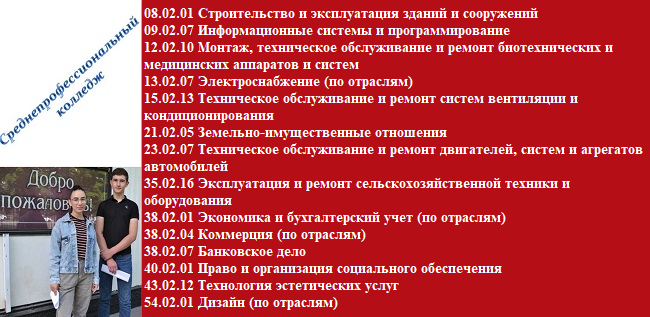 Среднепрофессиональный
колледж
Добро
пожаловы
08.02.01 Строительство и эксплуатация зданий и сооружений
09.02.07 Информационные системы и программирование
12.02.10 Монтаж, техническое обслуживание и ремонт биотехнических и
медицинских аппаратов и систем
13.02.07 Электроснабжение (по отраслям)
15.02.13 Техническое обслуживание и ремонт систем вентиляции и
кондиционирования
21.02.05 Земельно-имущественные отношения
23.02.07 Техническое обслуживание и ремонт двигателей, систем и агрегатов
автомобилей
35.02.16 Эксплуатация и ремонт сельскохозяйственной техники и
оборудования
38.02.01 Экономика и бухгалтерский учет (по отраслям)
38.02.04 Коммерция (по отраслям)
38.02.07 Банковское дело
40.02.01 Право и организация социального обеспечения
43.02.12 Технология эстетических услуг
54.02.01 Дизайн (по отраслям)